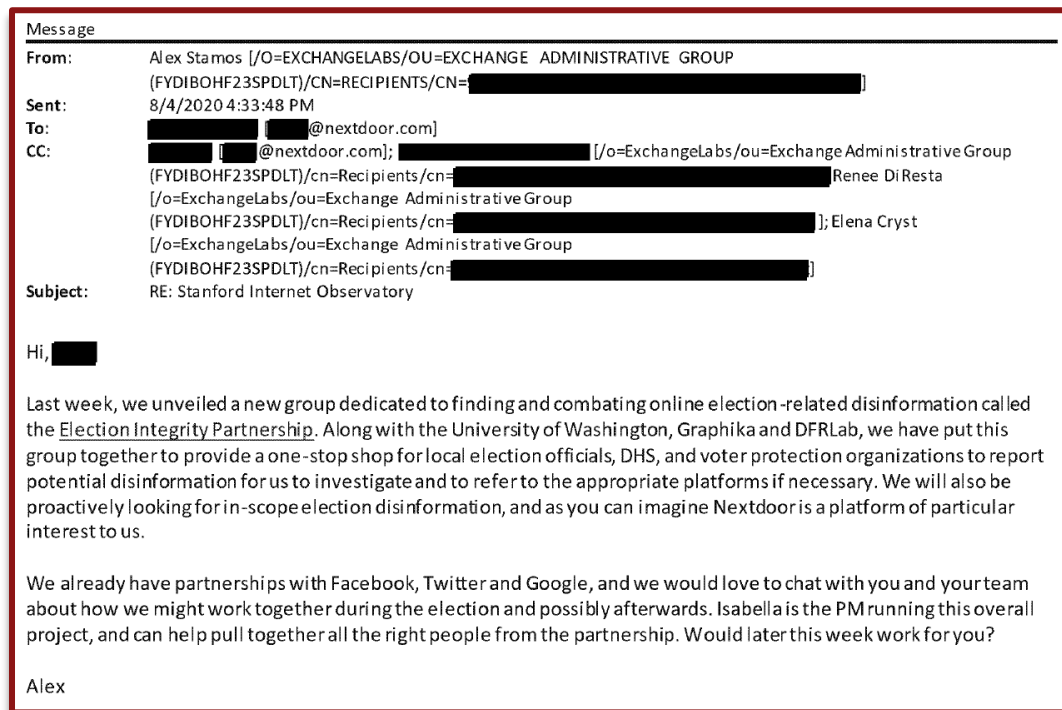 Message
From: Alex Stamos [/O=EXCHANGELABS/OU=EXCHANGE ADMINISTRATIVE GROUP
(FYDIBOHF23SPDLT)/CN=RECIPIENTS/CN= ]
Sent: 8/4/2020 4:33:48 PM
To: [ @nextdoor.com]
CC: [ @nextdoor.com]; [/o=ExchangeLabs/ou=Exchange Administrative Group
(FYDIBOHF23SPDLT)/cn=Recipients/cn= Renee DiResta
[/o=ExchangeLabs/ou=Exchange Administrative Group
(FYDIBOHF23SPDLT)/cn=Recipients/cn= ]; Elena Cryst
[/o=ExchangeLabs/ou=Exchange Administrative Group
(FYDIBOHF23SPDLT)/cn=Recipients/cn= ]
Subject: RE: Stanford Internet Observatory
Hi,
Last week, we unveiled a new group dedicated to finding and combating online election-related disinformation called
the Election Integrity Partnership. Along with the University of Washington, Graphika and DFRLab, we have put this
group together to provide a one-stop shop for local election officials, DHS, and voter protection organizations to report
potential disinformation for us to investigate and to refer to the appropriate platforms if necessary. We will also be
proactively looking for in-scope election disinformation, and as you can imagine Nextdoor is a platform of particular
interest to us.
We already have partnerships with Facebook, Twitter and Google, and we would love to chat with you and your team
about how we might work together during the election and possibly afterwards. Isabella is the PM running this overall
project, and can help pull together all the right people from the partnership. Would later this week work for you?
Alex